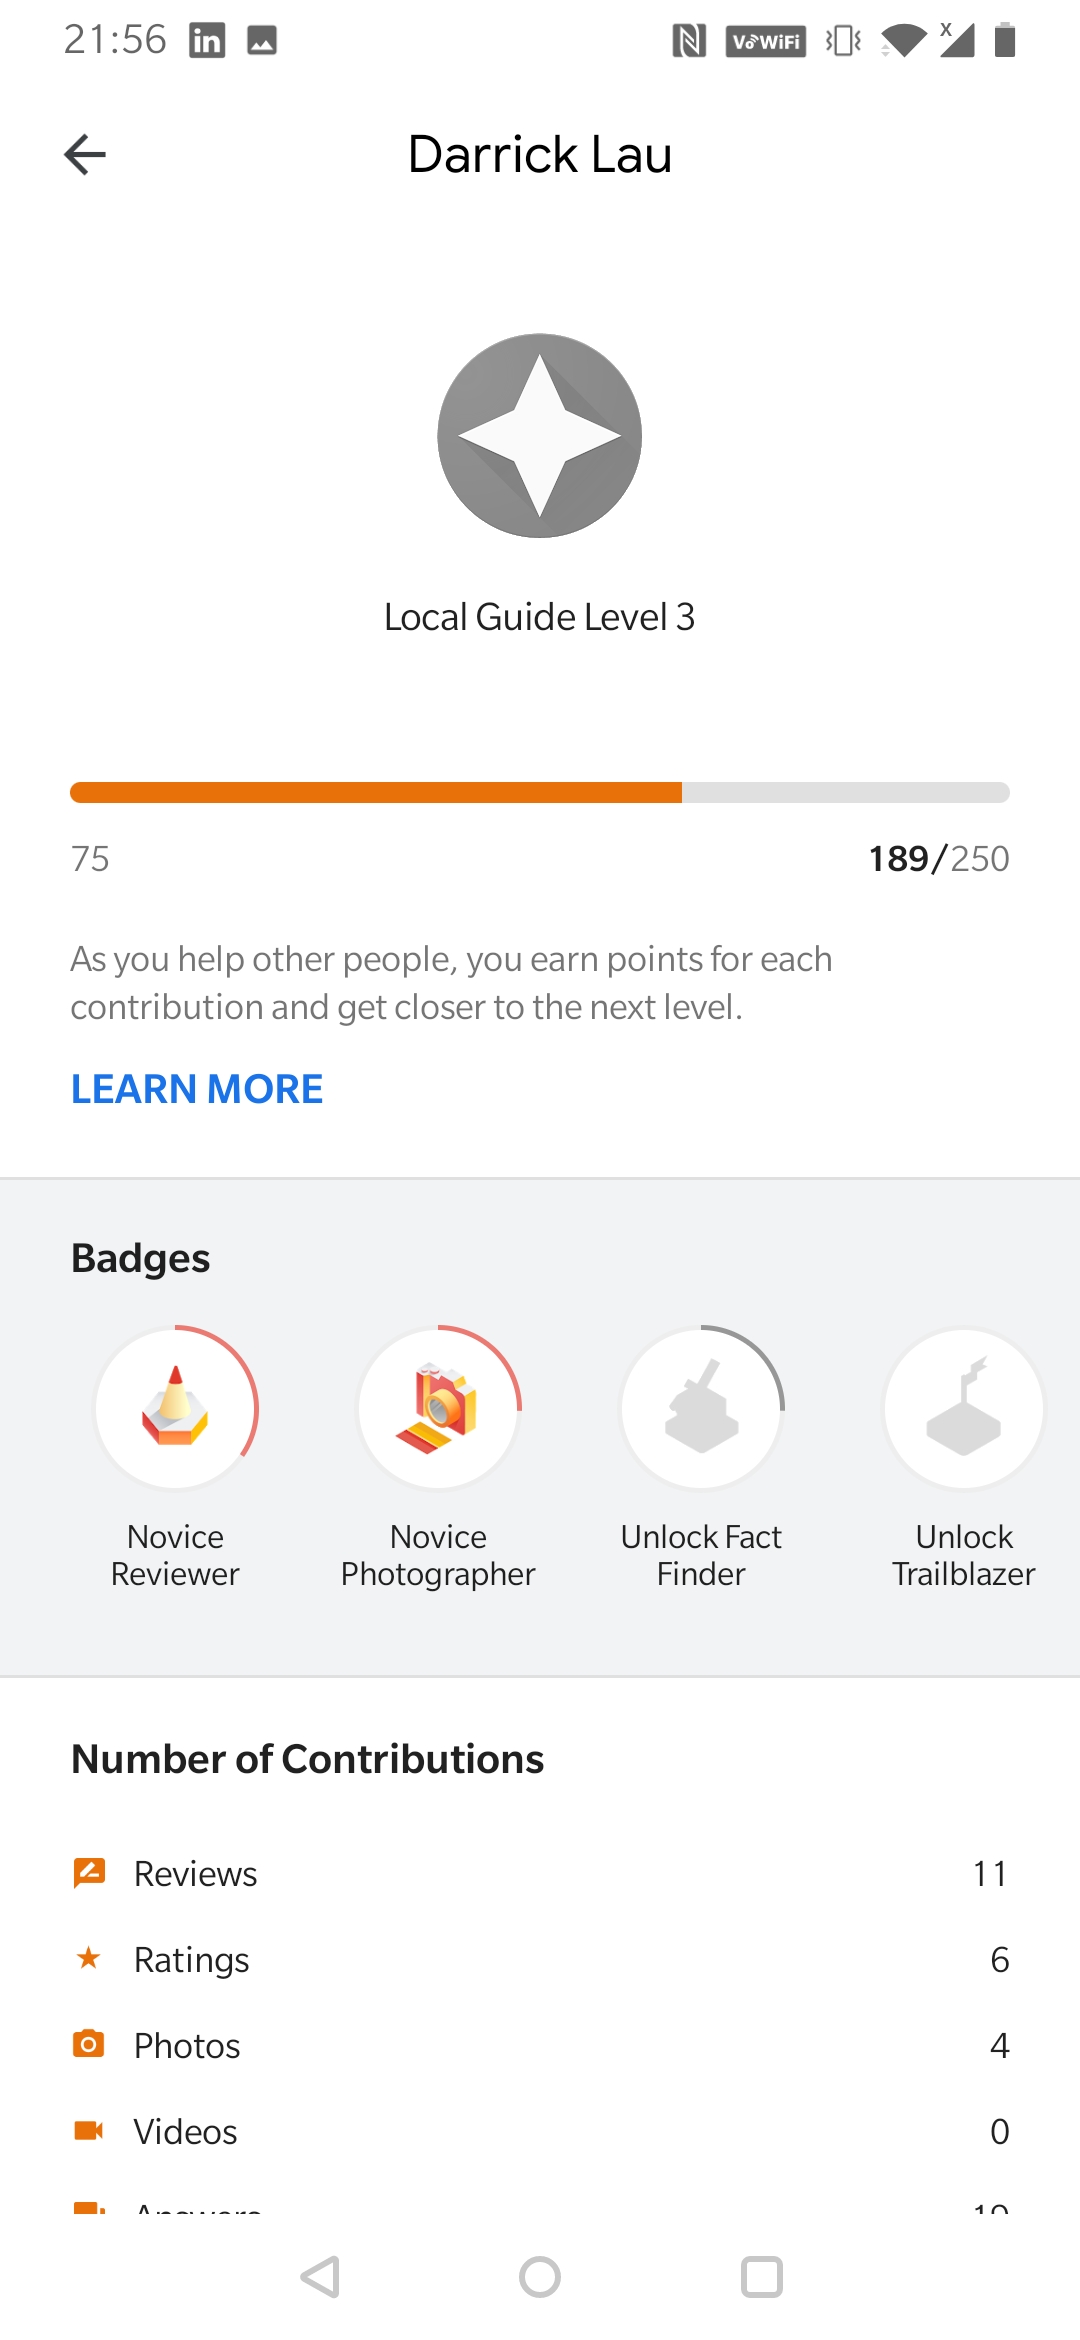 21:56
VoWiFi
Darrick Lau
Local Guide Level 3
75
189/250
As you help other people, you earn points for each
contribution and get closer to the next level.
LEARN MORE
Badges
Novice
Reviewer
Novice
Photographer
Unlock Fact
Finder
Unlock
Trailblazer
Number of Contributions
Reviews
11
Ratings
6
Photos
4
Videos
0
Answers